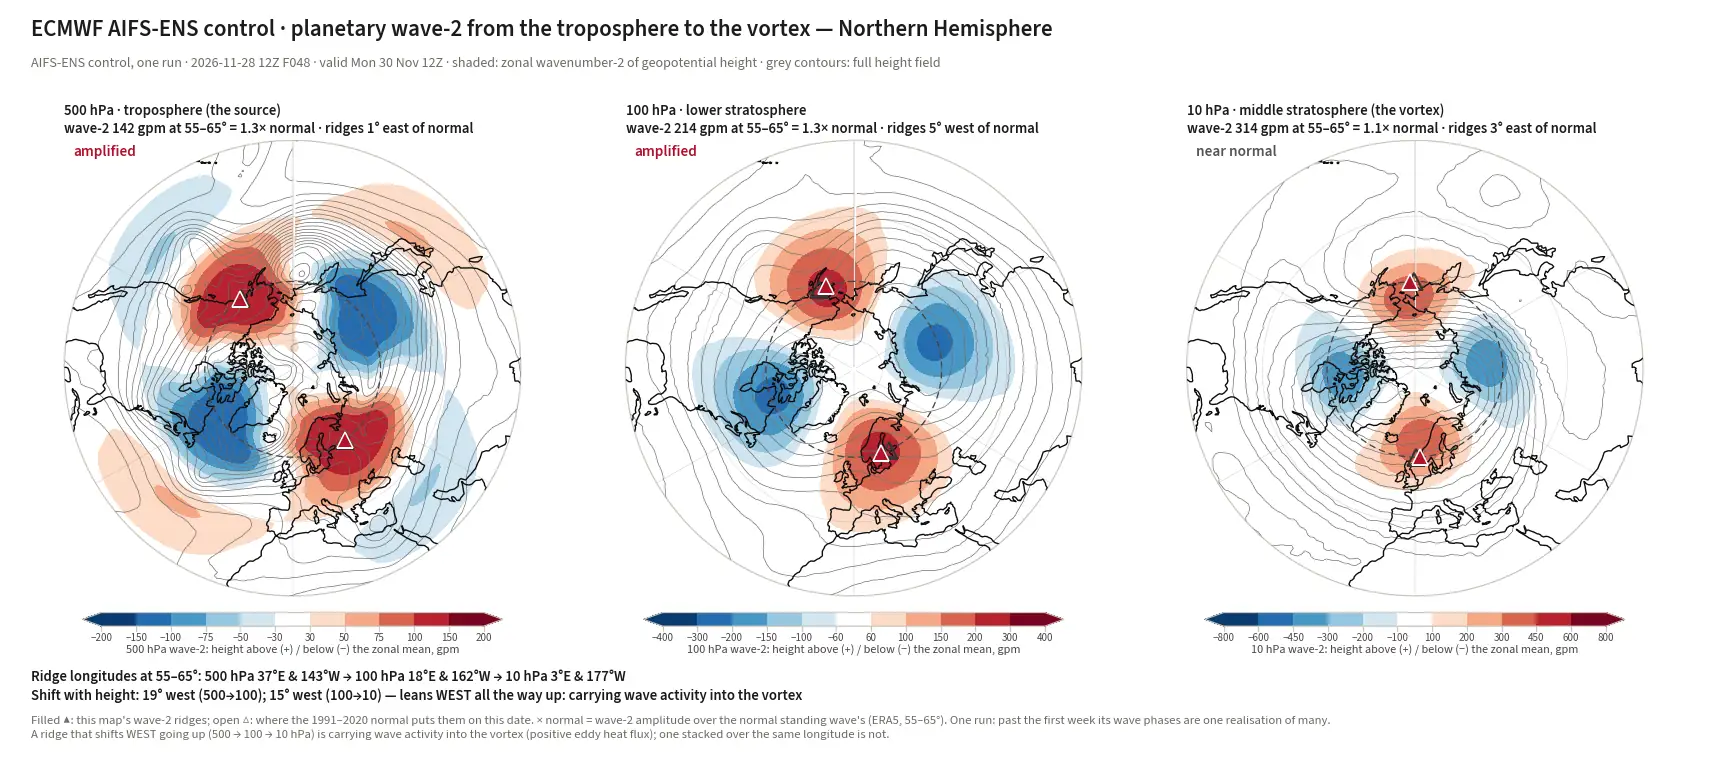 ECMWF AIFS-ENS control · planetary wave-2 from the troposphere to the vortex — Northern Hemisphere
AIFS-ENS control, one run · 2026-11-28 12Z F048 · valid Mon 30 Nov 12Z · shaded: zonal wavenumber-2 of geopotential height · grey contours: full height field
500 hPa · troposphere (the source)
wave-2 142 gpm at 55–65° = 1.3× normal · ridges 1° east of normal
amplified
100 hPa · lower stratosphere
wave-2 214 gpm at 55–65° = 1.3× normal · ridges 5° west of normal
amplified
10 hPa · middle stratosphere (the vortex)
wave-2 314 gpm at 55–65° = 1.1× normal · ridges 3° east of normal
near normal
−200 −150 −100 −75 −50 −30 30 50 75 100 150 200
500 hPa wave-2: height above (+) / below (−) the zonal mean, gpm
−400 −300 −200 −150 −100 −60 60 100 150 200 300 400
100 hPa wave-2: height above (+) / below (−) the zonal mean, gpm
−800 −600 −450 −300 −200 −100 100 200 300 450 600 800
10 hPa wave-2: height above (+) / below (−) the zonal mean, gpm
Ridge longitudes at 55–65°: 500 hPa 37°E & 143°W → 100 hPa 18°E & 162°W → 10 hPa 3°E & 177°W
Shift with height: 19° west (500→100); 15° west (100→10) — leans WEST all the way up: carrying wave activity into the vortex
Filled ▲: this map's wave-2 ridges; open △: where the 1991–2020 normal puts them on this date. × normal = wave-2 amplitude over the normal standing wave's (ERA5, 55–65°). One run: past the first week its wave phases are one realisation of many.
A ridge that shifts WEST going up (500 → 100 → 10 hPa) is carrying wave activity into the vortex (positive eddy heat flux); one stacked over the same longitude is not.